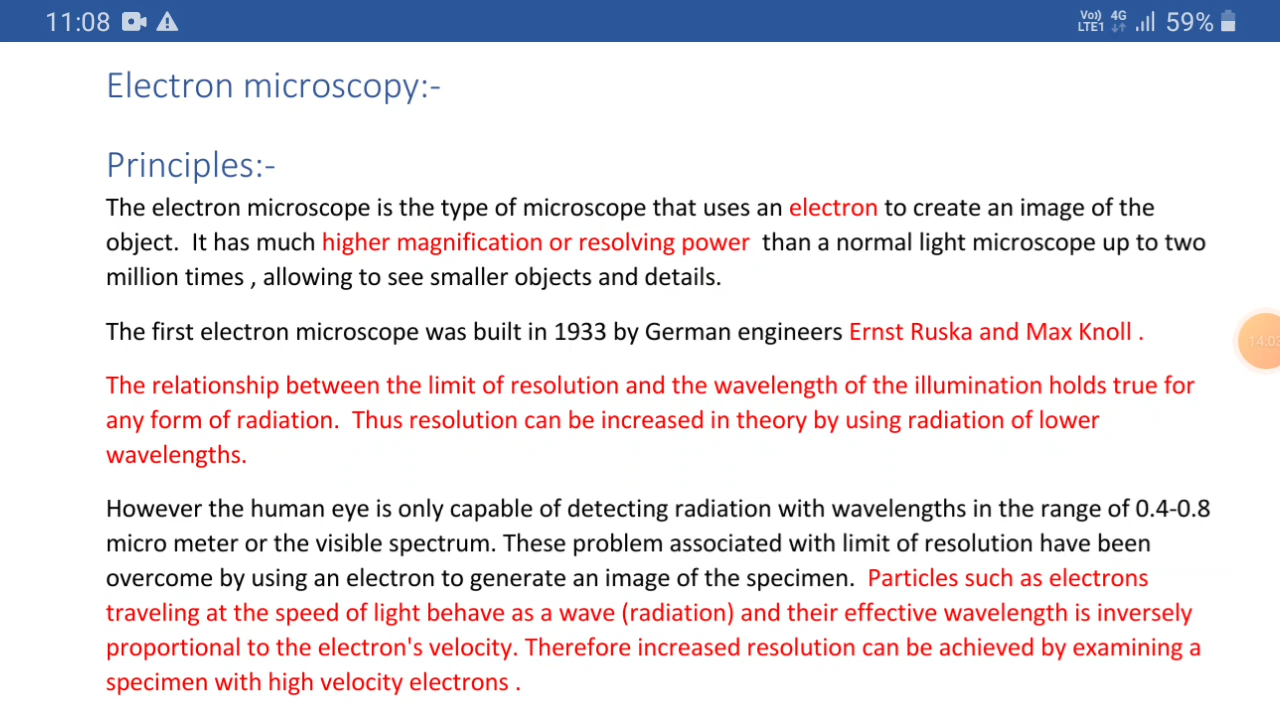 11:08
Vo)) 4G
LTE1 59%
Electron microscopy:-
Principles:-
The electron microscope is the type of microscope that uses an electron to create an image of the
object.  It has much higher magnification or resolving power  than a normal light microscope up to two
million times , allowing to see smaller objects and details.
The first electron microscope was built in 1933 by German engineers Ernst Ruska and Max Knoll .
14:03
The relationship between the limit of resolution and the wavelength of the illumination holds true for
any form of radiation.  Thus resolution can be increased in theory by using radiation of lower
wavelengths.
However the human eye is only capable of detecting radiation with wavelengths in the range of 0.4-0.8
micro meter or the visible spectrum. These problem associated with limit of resolution have been
overcome by using an electron to generate an image of the specimen.  Particles such as electrons
traveling at the speed of light behave as a wave (radiation) and their effective wavelength is inversely
proportional to the electron's velocity. Therefore increased resolution can be achieved by examining a
specimen with high velocity electrons .